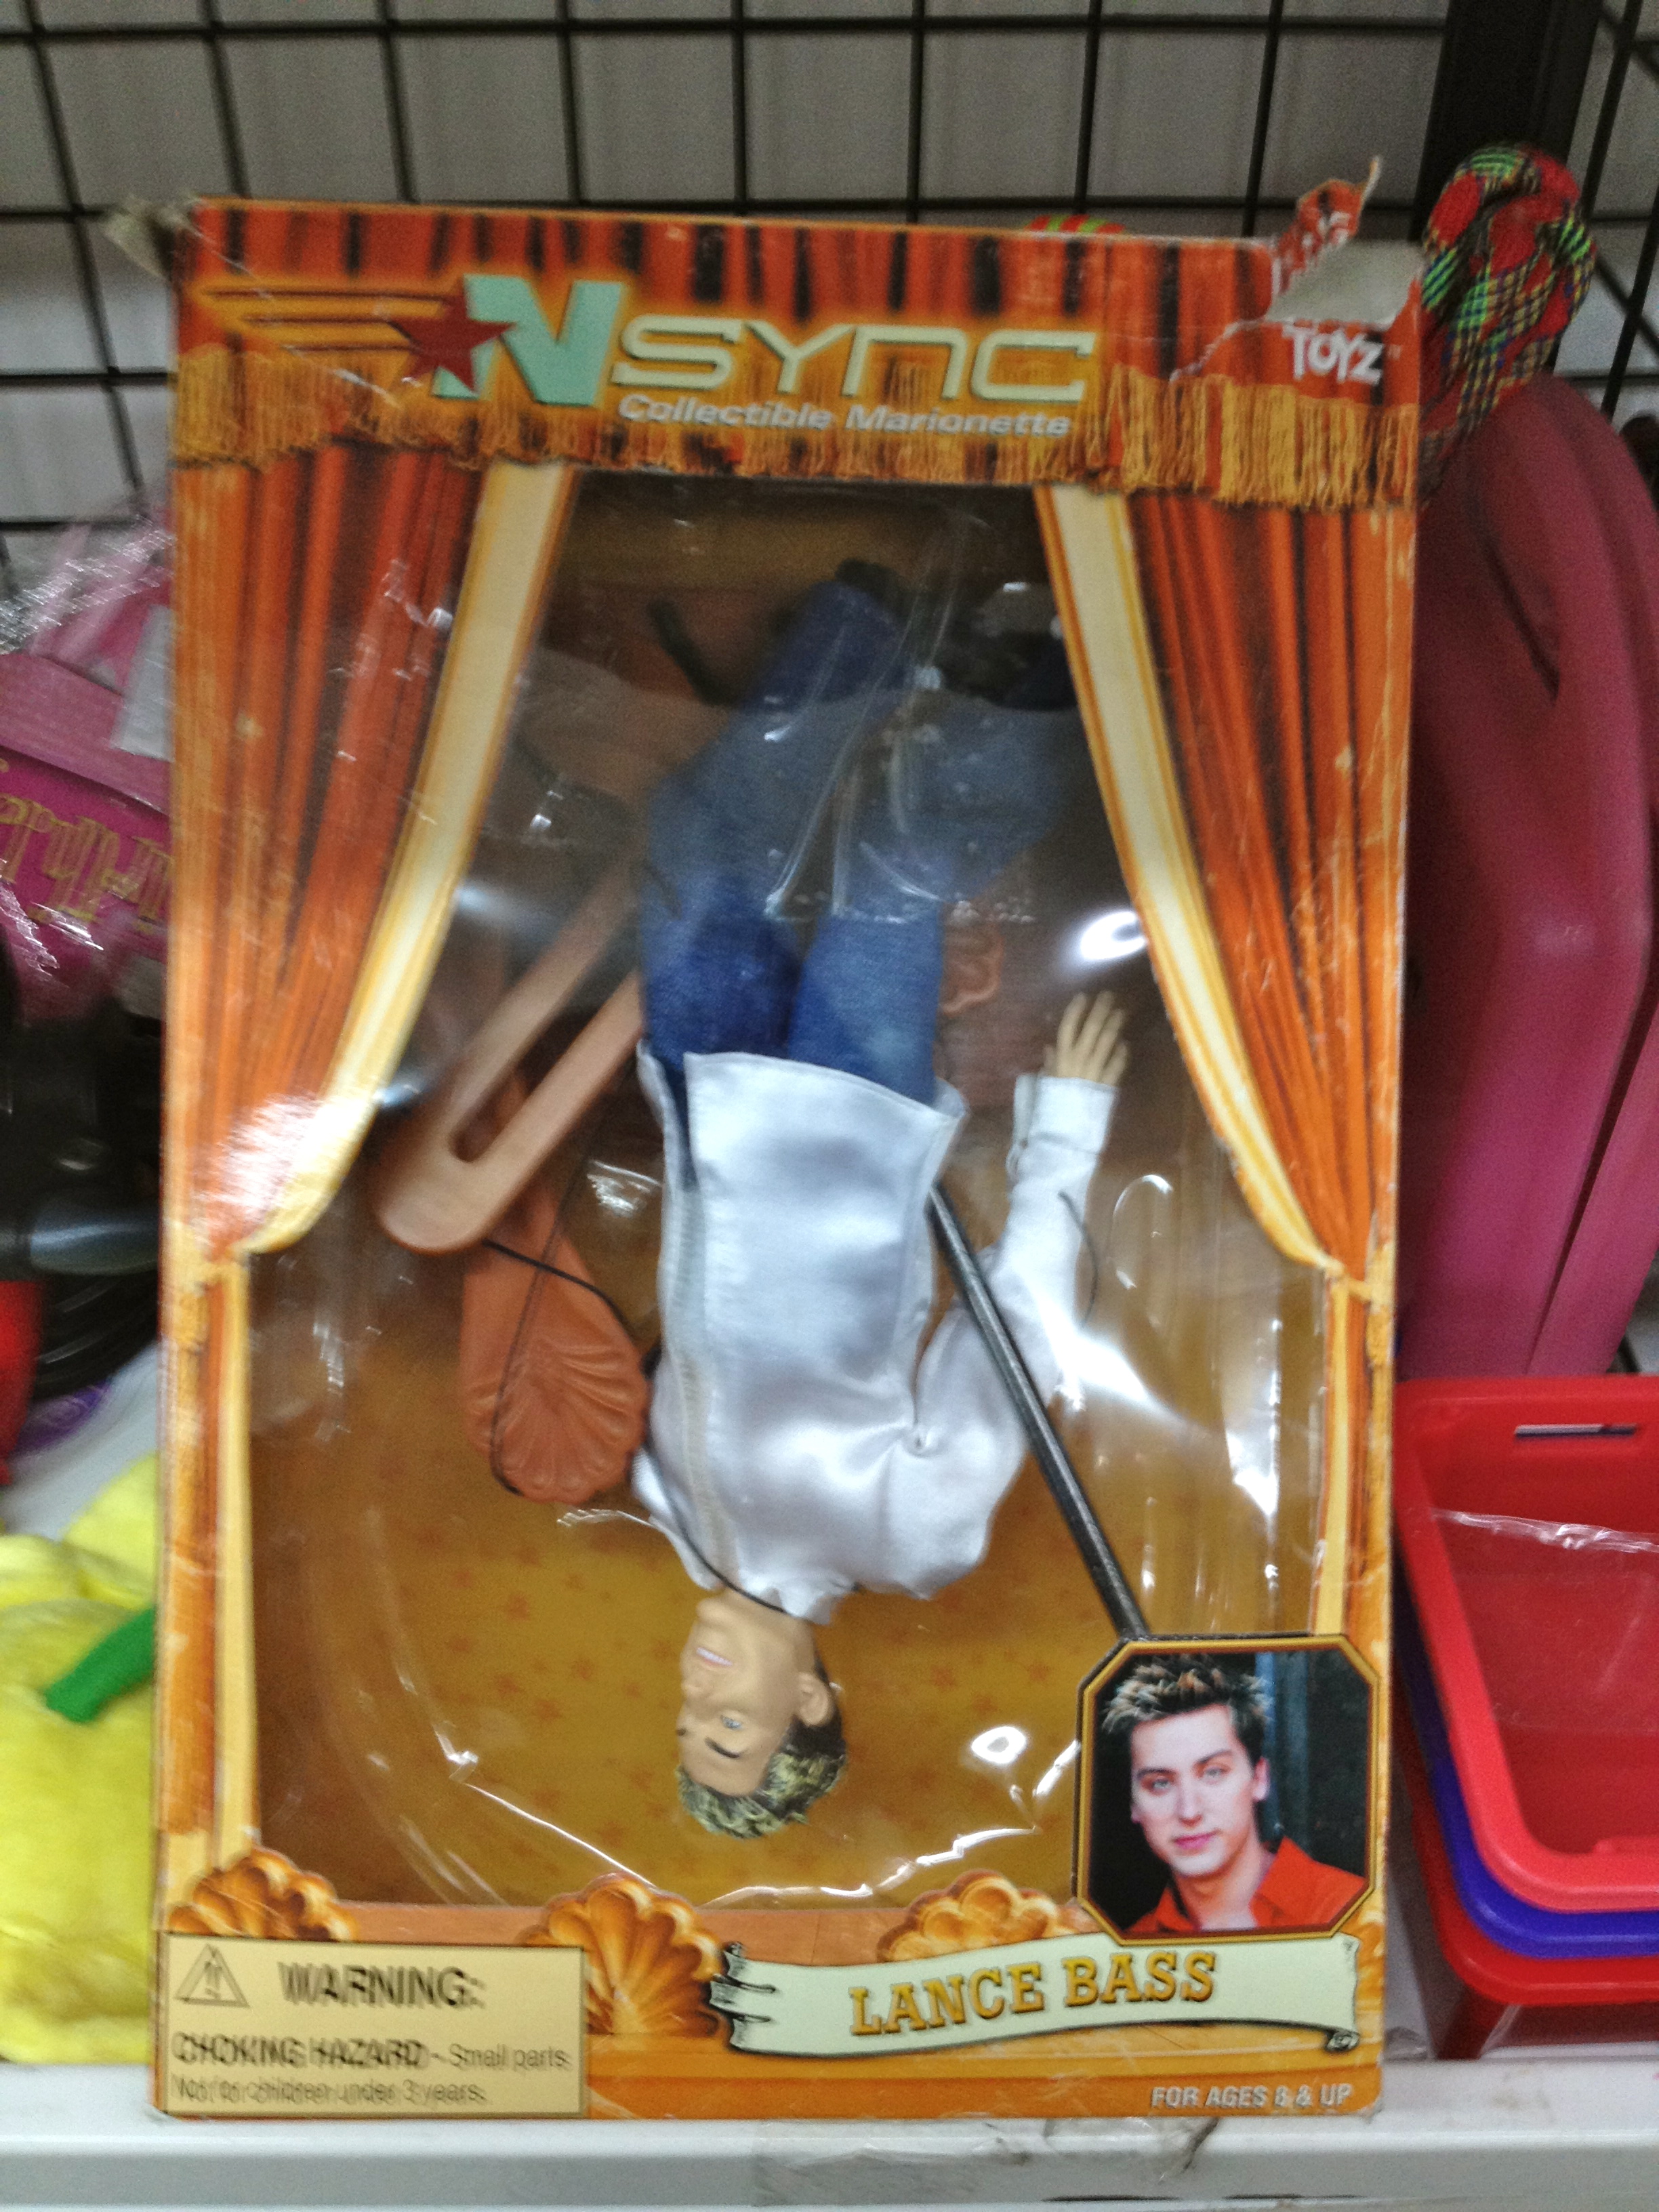 NSYNC
Collectible Marionette
TOYZ
LANCE BASS
WARNING:
CHOKING HAZARD - Small parts
Not for children under 3 years.
FOR AGES 8 & UP